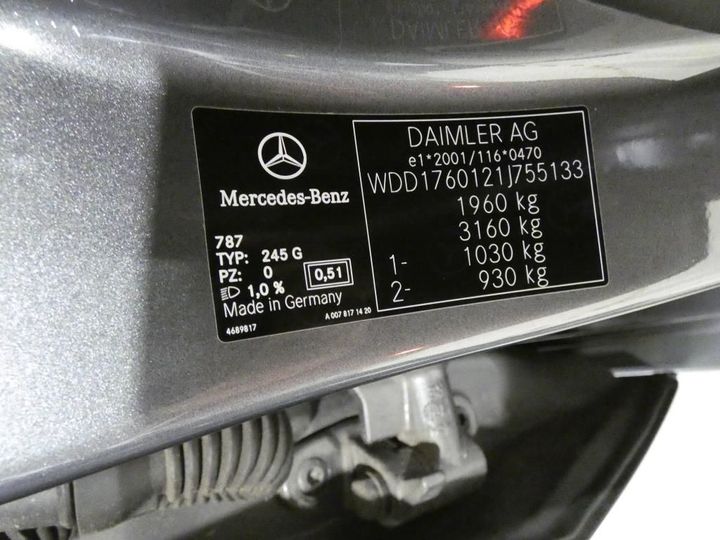 Mercedes-Benz
787
TYP: 245 G
PZ: 0
0,51
1,0 %
Made in Germany
4689817
A 007 817 14 20
DAIMLER AG
e1*2001/116*0470
WDD1760121J755133
1960 kg
3160 kg
1- 1030 kg
2- 930 kg
DAIMLER